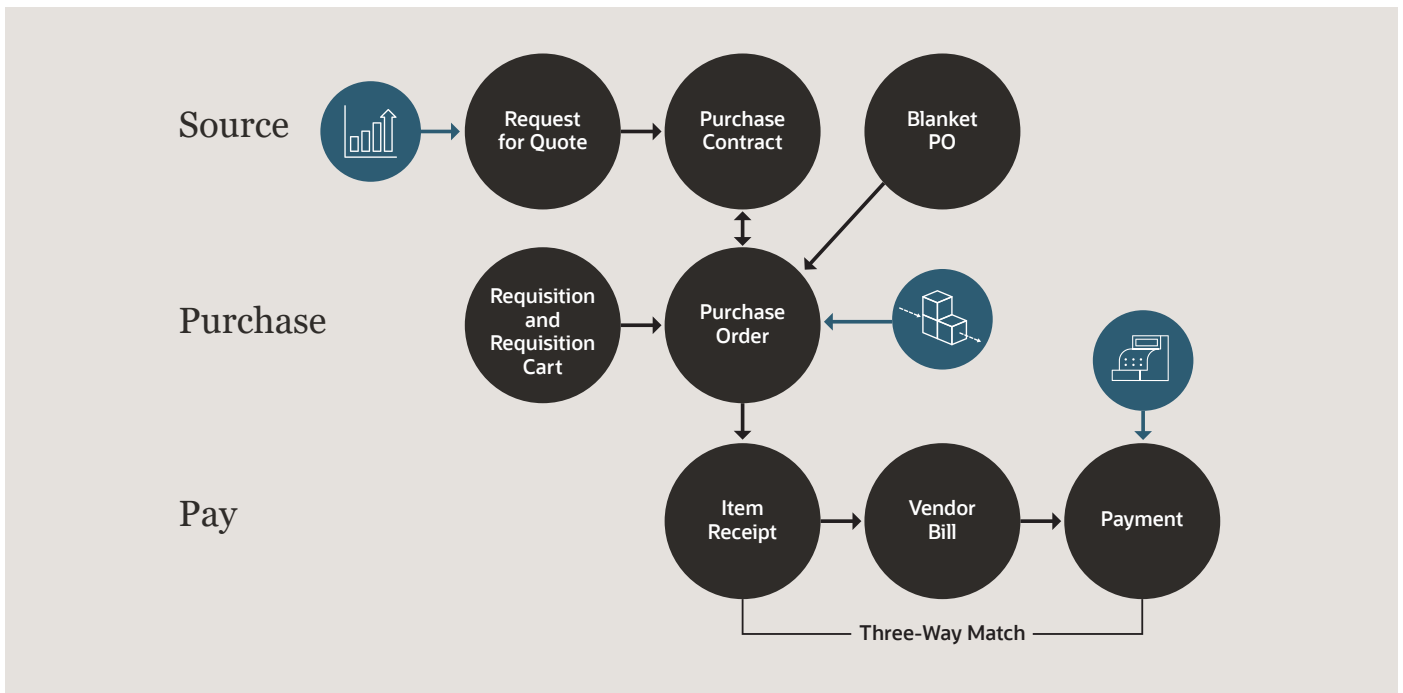 Source
Request
for Quote
Purchase
Contract
Blanket
PO
Purchase
Requisition
and
Requisition
Cart
Purchase
Order
Pay
Item
Receipt
Vendor
Bill
Payment
Three-Way Match